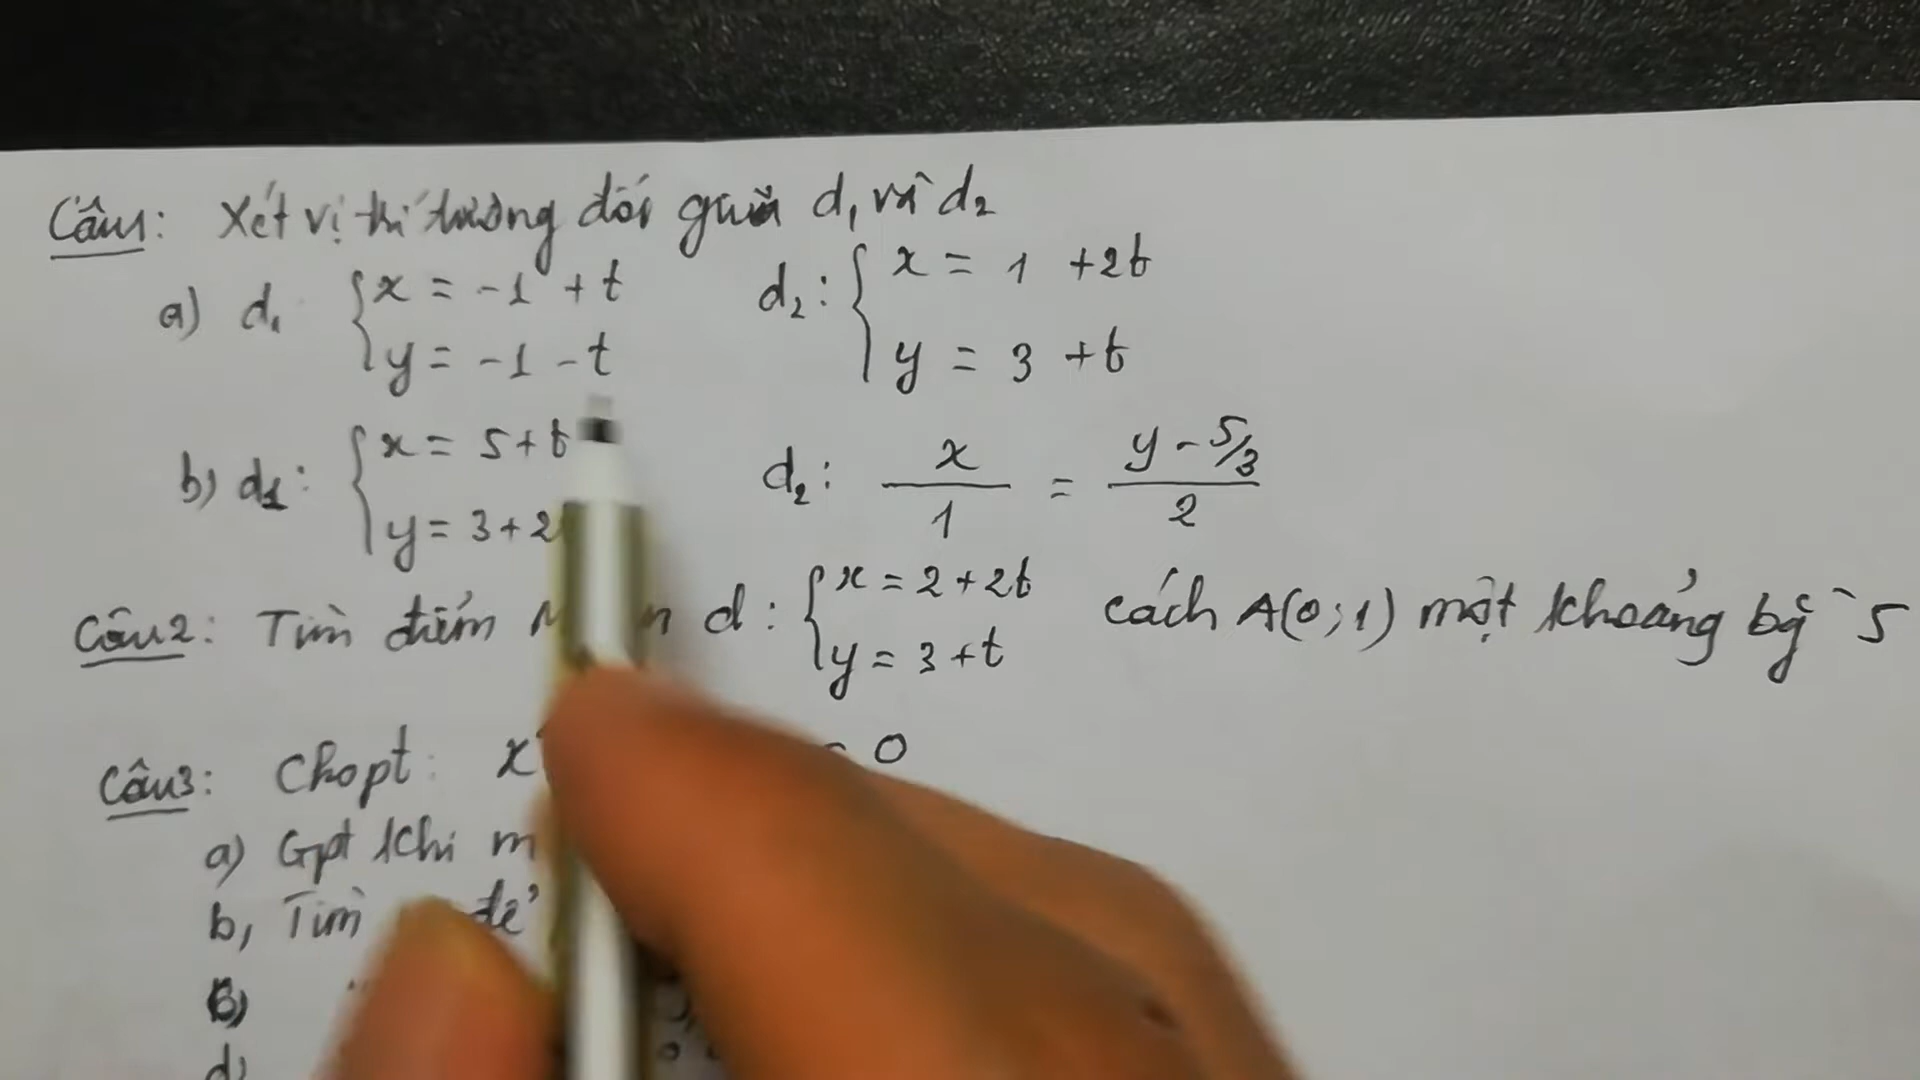 Câu1: Xét vị trí tương đối giữa d₁ và d₂
a) d₁ { x = -1 + t
y = -1 - t
d₂: { x = 1 + 2t
y = 3 + t
b) d₁: { x = 5 + t
y = 3 + 2
d₂: x/1 = (y - 5/3)/2
Câu2: Tìm điểm d: { x = 2 + 2t
y = 3 + t
cách A(0;1) một khoảng bg 5
Câu3: Cho pt: x = 0
a) Gpt khi m
b, Tìm để
c)
d)